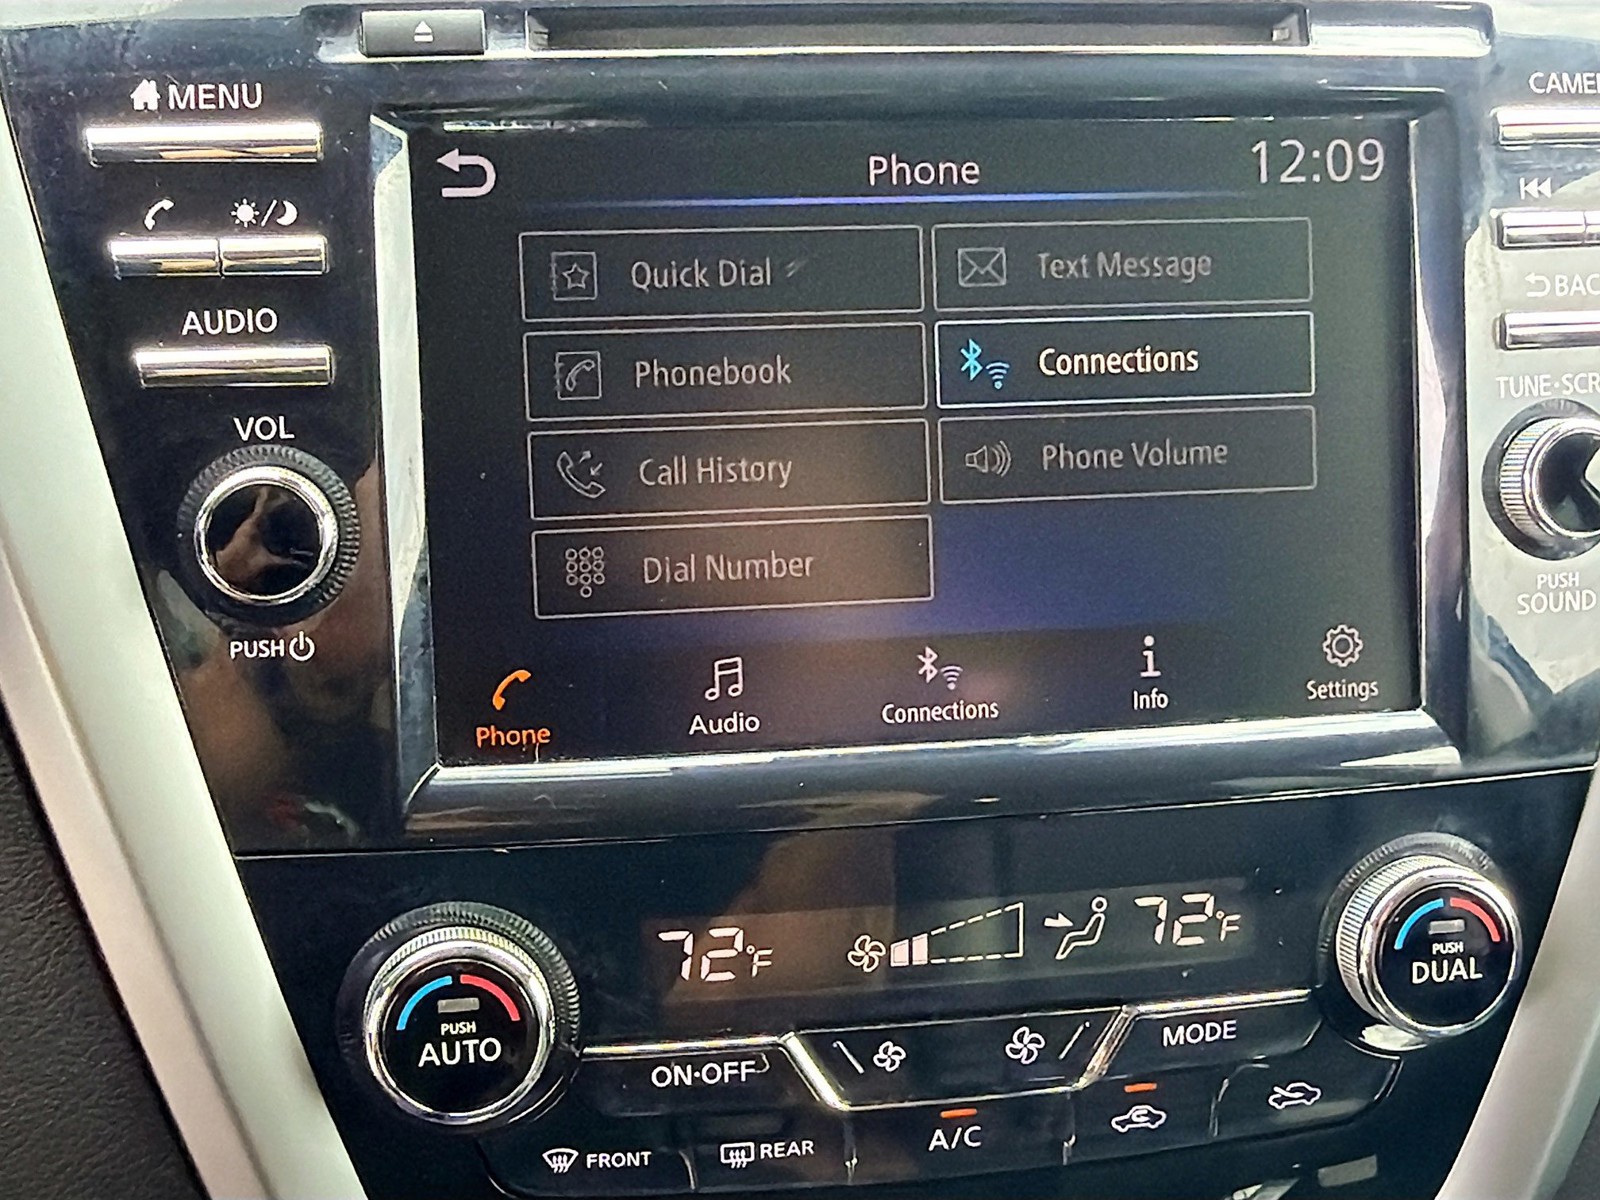 MENU
CAMER
Phone
12:09
Quick Dial
Text Message
BAC
AUDIO
Phonebook
Connections
TUNE·SCR
VOL
Call History
Phone Volume
Dial Number
PUSH
SOUND
PUSH
Phone
Audio
Connections
Info
Settings
72°F
72°F
PUSH
AUTO
PUSH
DUAL
ON·OFF
MODE
FRONT
REAR
A/C